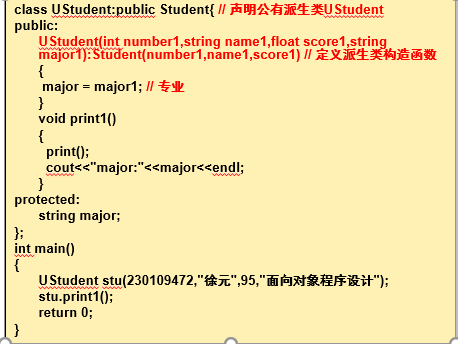 class UStudent:public Student{ // 声明公有派生类UStudent
public:
UStudent(int number1,string name1,float score1,string
major1):Student(number1,name1,score1) // 定义派生类构造函数
{
major = major1; // 专业
}
void print1()
{
print();
cout<<"major:"<<major<<endl;
}
protected:
string major;
};
int main()
{
UStudent stu(230109472,"徐元",95,"面向对象程序设计");
stu.print1();
return 0;
}